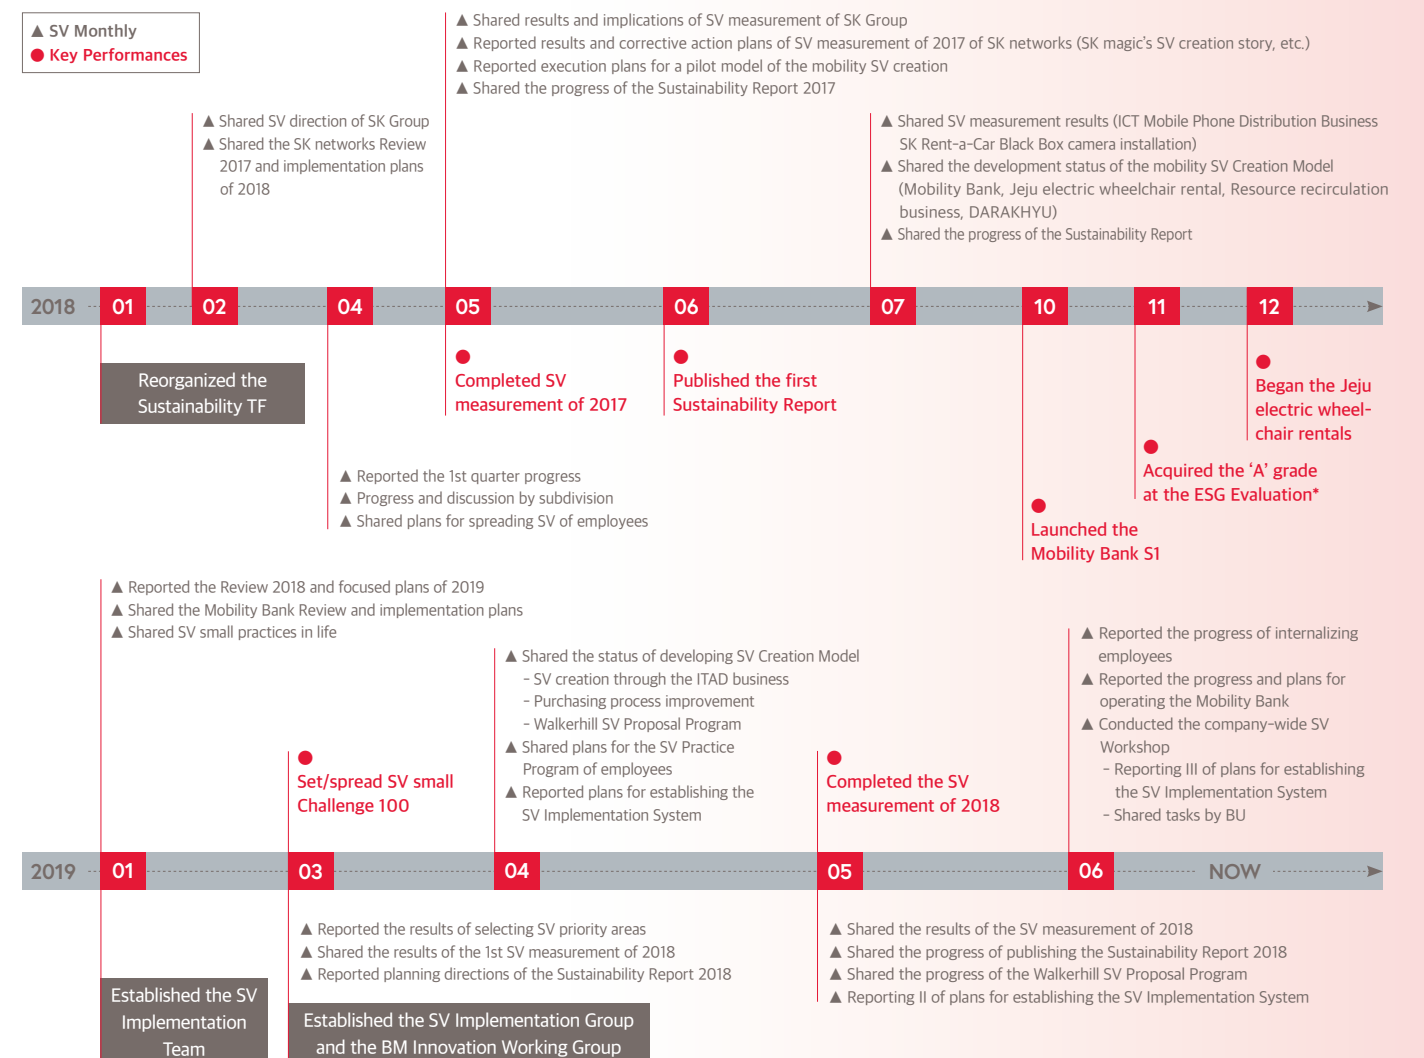 ▲ SV Monthly
● Key Performances
▲ Shared results and implications of SV measurement of SK Group
▲ Reported results and corrective action plans of SV measurement of 2017 of SK networks (SK magic's SV creation story, etc.)
▲ Reported execution plans for a pilot model of the mobility SV creation
▲ Shared the progress of the Sustainability Report 2017
▲ Shared SV direction of SK Group
▲ Shared the SK networks Review
2017 and implementation plans
of 2018
▲ Shared SV measurement results (ICT Mobile Phone Distribution Business
SK Rent-a-Car Black Box camera installation)
▲ Shared the development status of the mobility SV Creation Model
(Mobility Bank, Jeju electric wheelchair rental, Resource recirculation
business, DARAKHYU)
▲ Shared the progress of the Sustainability Report
2018 01 02 04 05 06 07 10 11 12
Reorganized the
Sustainability TF
● Completed SV
measurement of 2017
● Published the first
Sustainability Report
● Began the Jeju
electric wheel-
chair rentals
● Acquired the ‘A’ grade
at the ESG Evaluation*
● Launched the
Mobility Bank S1
▲ Reported the 1st quarter progress
▲ Progress and discussion by subdivision
▲ Shared plans for spreading SV of employees
▲ Reported the Review 2018 and focused plans of 2019
▲ Shared the Mobility Bank Review and implementation plans
▲ Shared SV small practices in life
● Set/spread SV small
Challenge 100
▲ Shared the status of developing SV Creation Model
- SV creation through the ITAD business
- Purchasing process improvement
- Walkerhill SV Proposal Program
▲ Shared plans for the SV Practice
Program of employees
▲ Reported plans for establishing the
SV Implementation System
● Completed the SV
measurement of 2018
▲ Reported the progress of internalizing
employees
▲ Reported the progress and plans for
operating the Mobility Bank
▲ Conducted the company-wide SV
Workshop
- Reporting III of plans for establishing
the SV Implementation System
- Shared tasks by BU
2019 01 03 04 05 06 NOW
Established the SV
Implementation
Team
▲ Reported the results of selecting SV priority areas
▲ Shared the results of the 1st SV measurement of 2018
▲ Reported planning directions of the Sustainability Report 2018
Established the SV Implementation Group
and the BM Innovation Working Group
▲ Shared the results of the SV measurement of 2018
▲ Shared the progress of publishing the Sustainability Report 2018
▲ Shared the progress of the Walkerhill SV Proposal Program
▲ Reporting II of plans for establishing the SV Implementation System